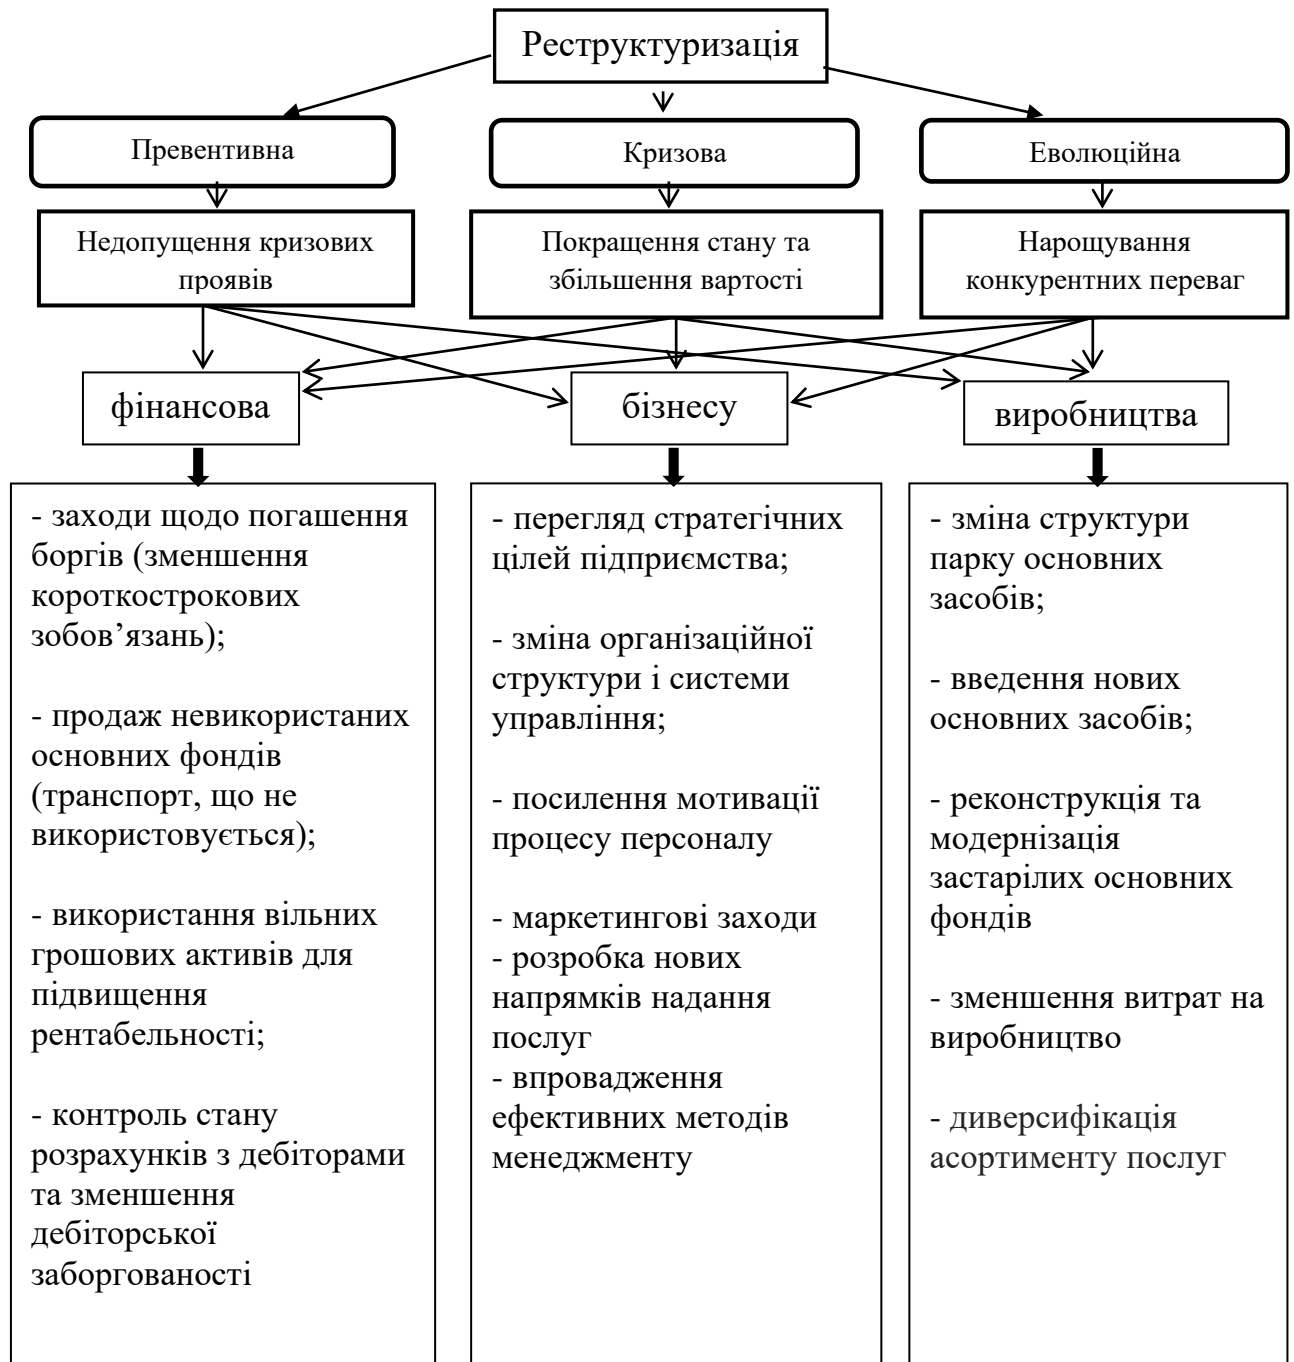 Реструктуризація
Превентивна
Кризова
Еволюційна
Недопущення кризових
проявів
Покращення стану та
збільшення вартості
Нарощування
конкурентних переваг
фінансова
бізнесу
виробництва
- заходи щодо погашення
боргів (зменшення
короткострокових
зобов’язань);
- продаж невикористаних
основних фондів
(транспорт, що не
використовується);
- використання вільних
грошових активів для
підвищення
рентабельності;
- контроль стану
розрахунків з дебіторами
та зменшення
дебіторської
заборгованості
- перегляд стратегічних
цілей підприємства;
- зміна організаційної
структури і системи
управління;
- посилення мотивації
процесу персоналу
- маркетингові заходи
- розробка нових
напрямків надання
послуг
- впровадження
ефективних методів
менеджменту
- зміна структури
парку основних
засобів;
- введення нових
основних засобів;
- реконструкція та
модернізація
застарілих основних
фондів
- зменшення витрат на
виробництво
- диверсифікація
асортименту послуг